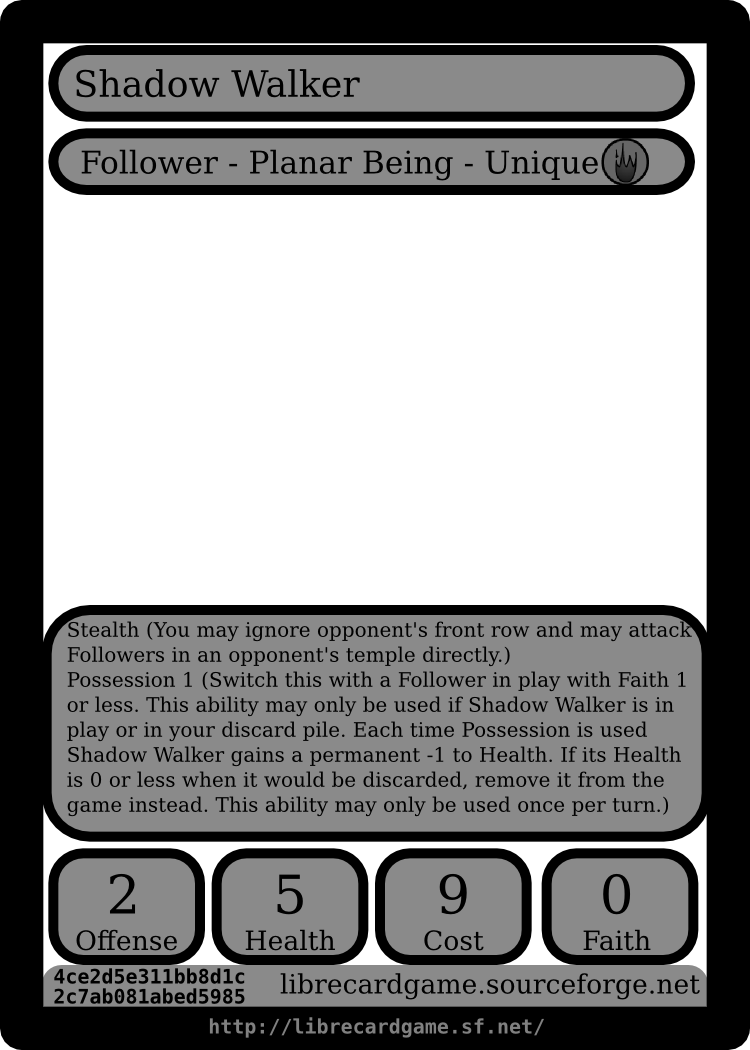 Shadow Walker
Follower - Planar Being - Unique
Stealth (You may ignore opponent's front row and may attack
Followers in an opponent's temple directly.)
Possession 1 (Switch this with a Follower in play with Faith 1
or less. This ability may only be used if Shadow Walker is in
play or in your discard pile. Each time Possession is used
Shadow Walker gains a permanent -1 to Health. If its Health
is 0 or less when it would be discarded, remove it from the
game instead. This ability may only be used once per turn.)
2 5 9 0
Offense Health Cost Faith
4ce2d5e311bb8d1c
2c7ab081abed5985
librecardgame.sourceforge.net
http://librecardgame.sf.net/